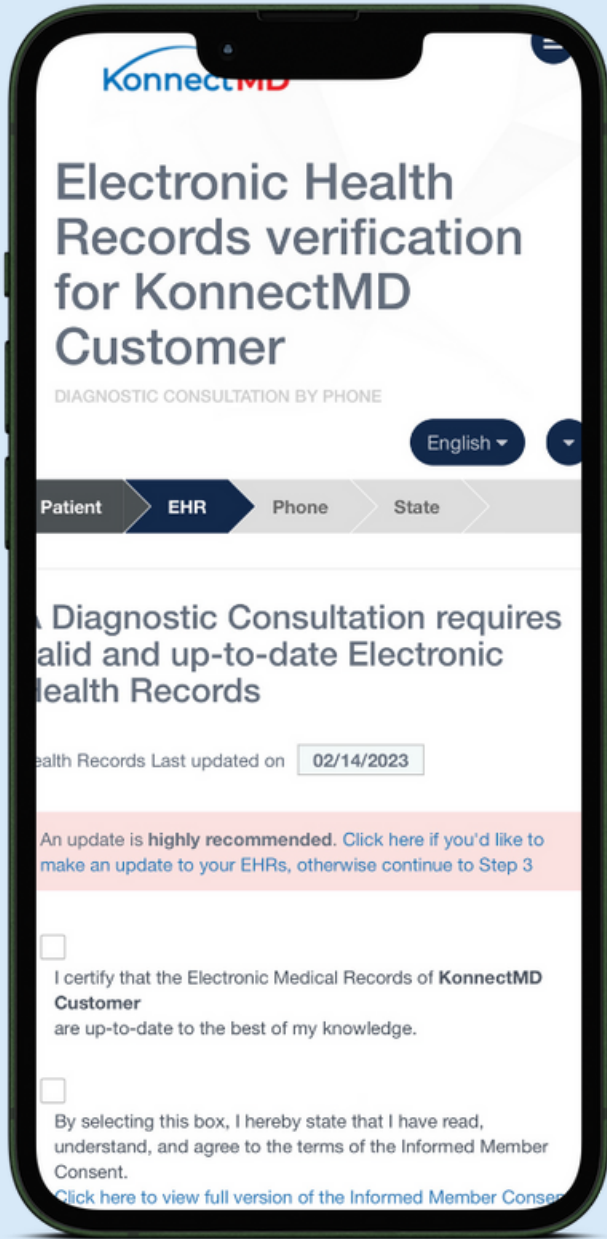 KonnectMD
Electronic Health
Records verification
for KonnectMD
Customer
DIAGNOSTIC CONSULTATION BY PHONE
English
Patient EHR Phone State
Diagnostic Consultation requires
alid and up-to-date Electronic
Health Records
ealth Records Last updated on 02/14/2023
An update is highly recommended. Click here if you'd like to
make an update to your EHRs, otherwise continue to Step 3
I certify that the Electronic Medical Records of KonnectMD
Customer
are up-to-date to the best of my knowledge.
By selecting this box, I hereby state that I have read,
understand, and agree to the terms of the Informed Member
Consent.
Click here to view full version of the Informed Member Consen